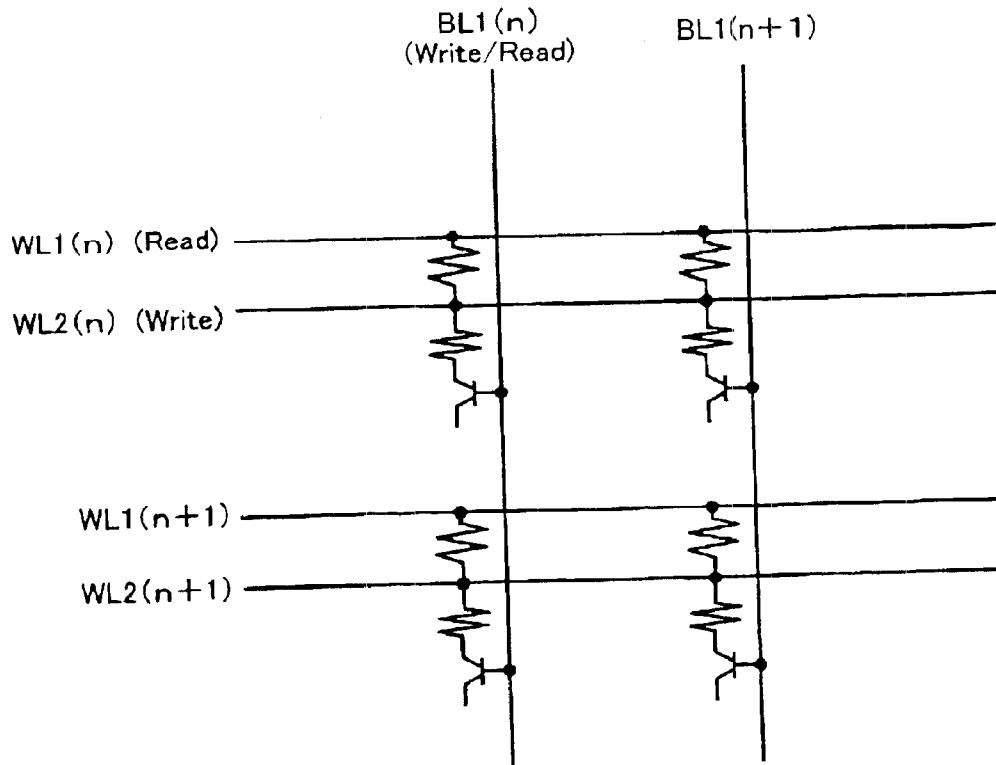 BL1(n)
(Write/Read)
BL1(n+1)
WL1(n) (Read)
WL2(n) (Write)
WL1(n+1)
WL2(n+1)